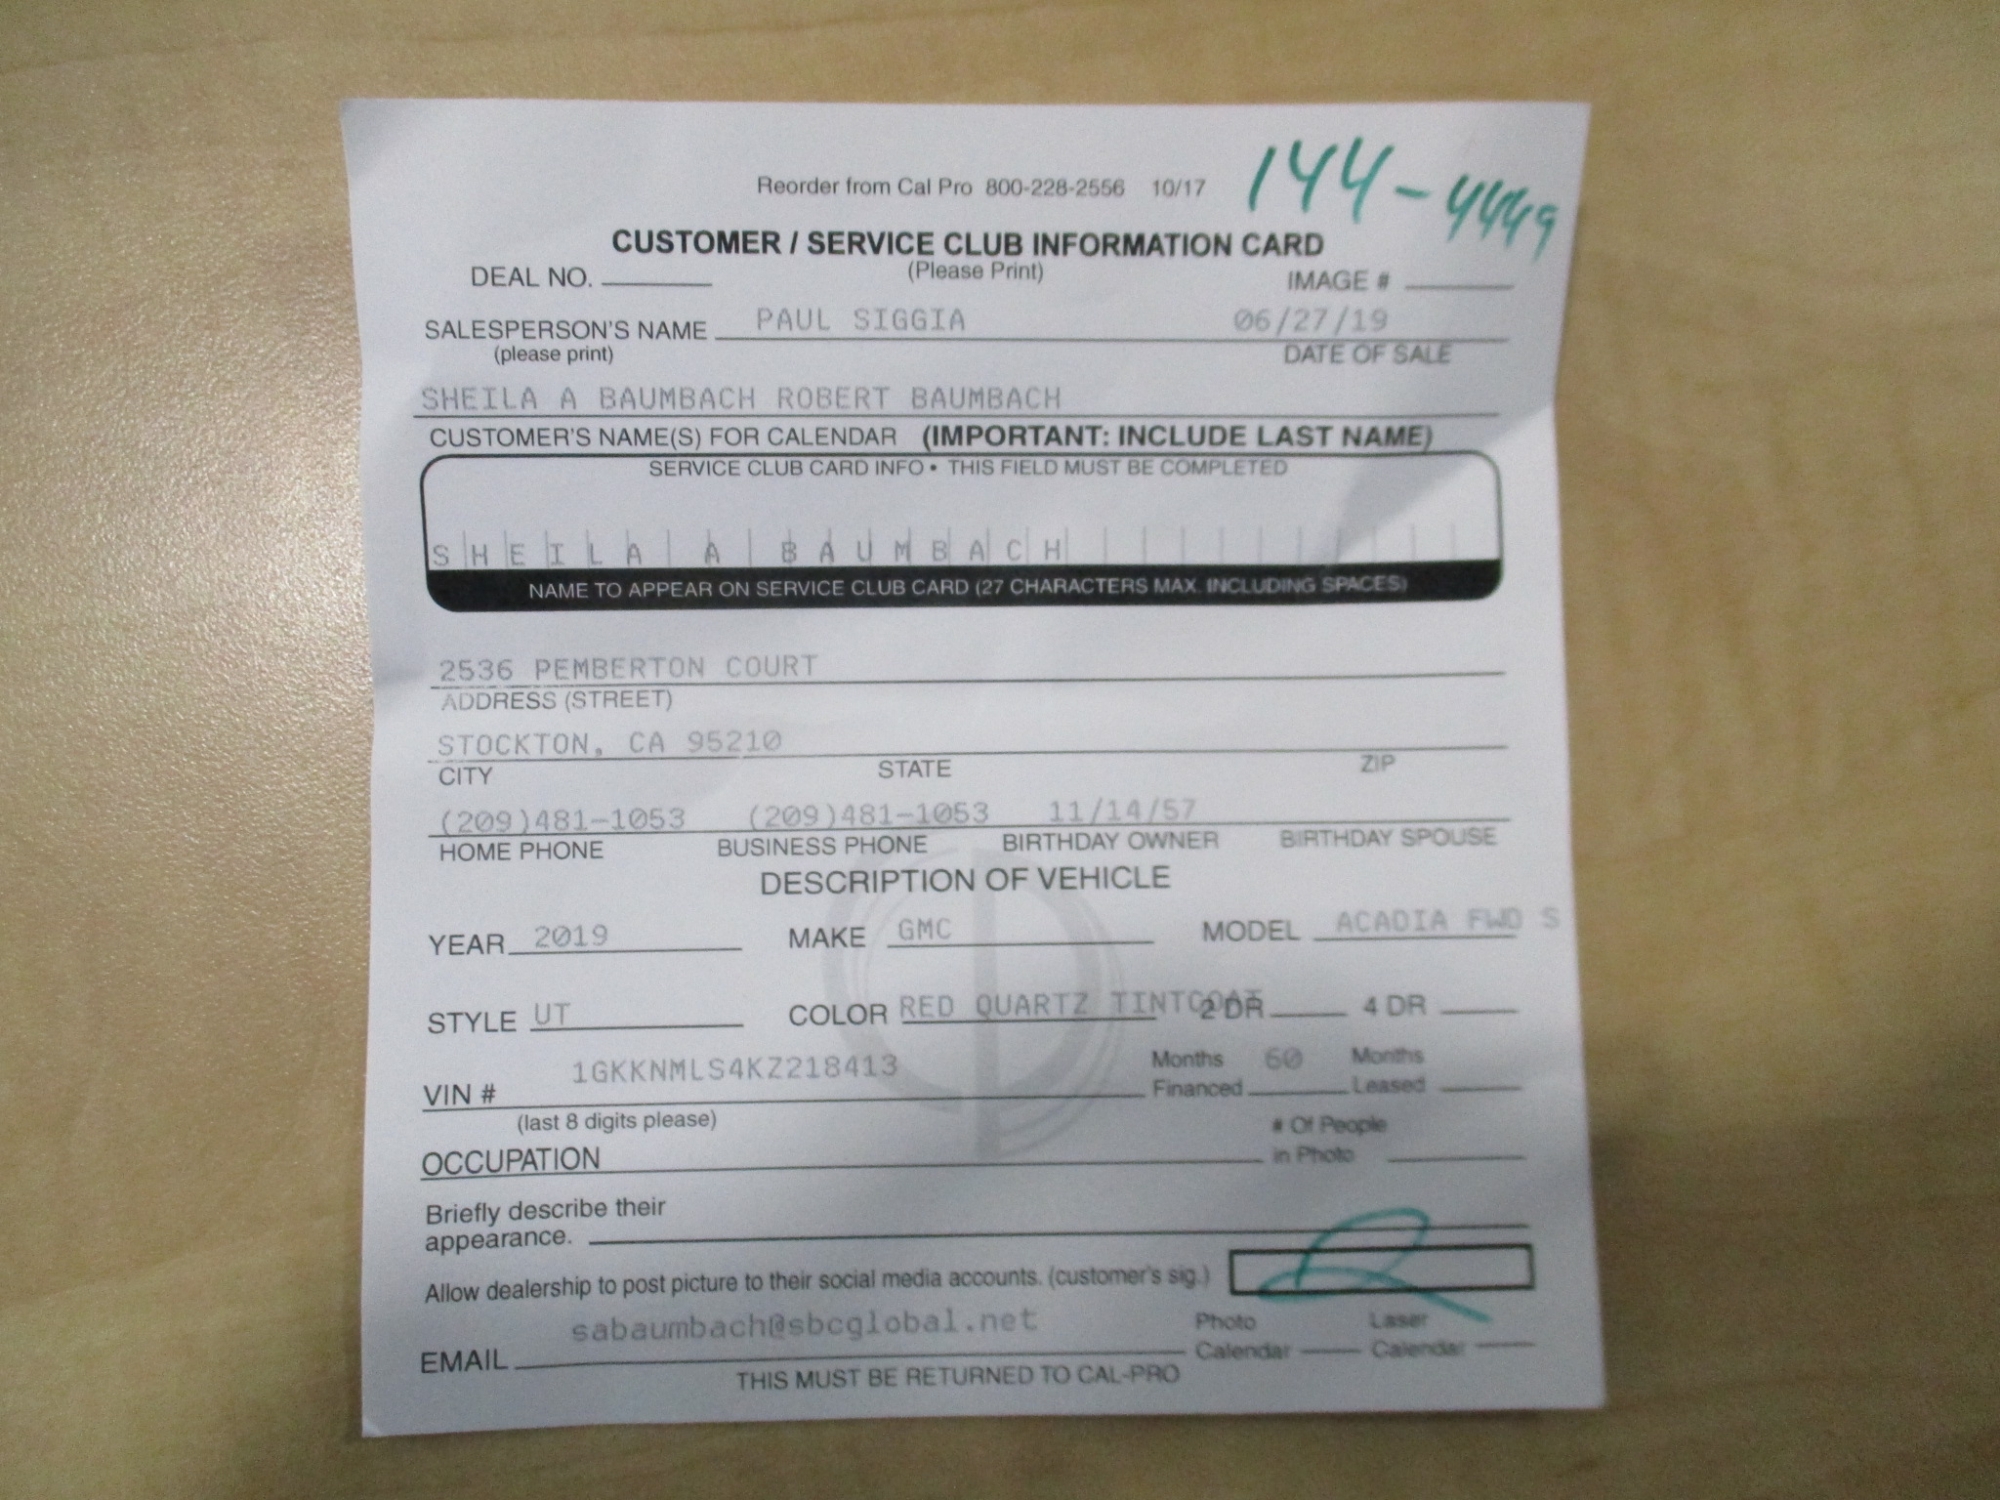 144-4449
Reorder from Cal Pro 800-228-2556 10/17
CUSTOMER / SERVICE CLUB INFORMATION CARD
DEAL NO. (Please Print) IMAGE #
SALESPERSON'S NAME PAUL SIGGIA 06/27/19
(please print) DATE OF SALE
SHEILA A BAUMBACH ROBERT BAUMBACH
CUSTOMER'S NAME(S) FOR CALENDAR (IMPORTANT: INCLUDE LAST NAME)
SERVICE CLUB CARD INFO • THIS FIELD MUST BE COMPLETED
SHEILA A BAUMBACH
NAME TO APPEAR ON SERVICE CLUB CARD (27 CHARACTERS MAX. INCLUDING SPACES)
2536 PEMBERTON COURT
ADDRESS (STREET)
STOCKTON, CA 95210
CITY STATE ZIP
(209)481-1053 (209)481-1053 11/14/57
HOME PHONE BUSINESS PHONE BIRTHDAY OWNER BIRTHDAY SPOUSE
DESCRIPTION OF VEHICLE
YEAR 2019 MAKE GMC MODEL ACADIA FWD S
STYLE UT COLOR RED QUARTZ TINTCOAT 2 DR 4 DR
VIN # 1GKKNMLS4KZ218413 Months Financed 60 Months Leased
(last 8 digits please)
OCCUPATION # Of People in Photo
Briefly describe their
appearance.
Allow dealership to post picture to their social media accounts. (customer's sig.)
EMAIL sabaumbach@sbcglobal.net Photo Calendar Laser Calendar
THIS MUST BE RETURNED TO CAL-PRO